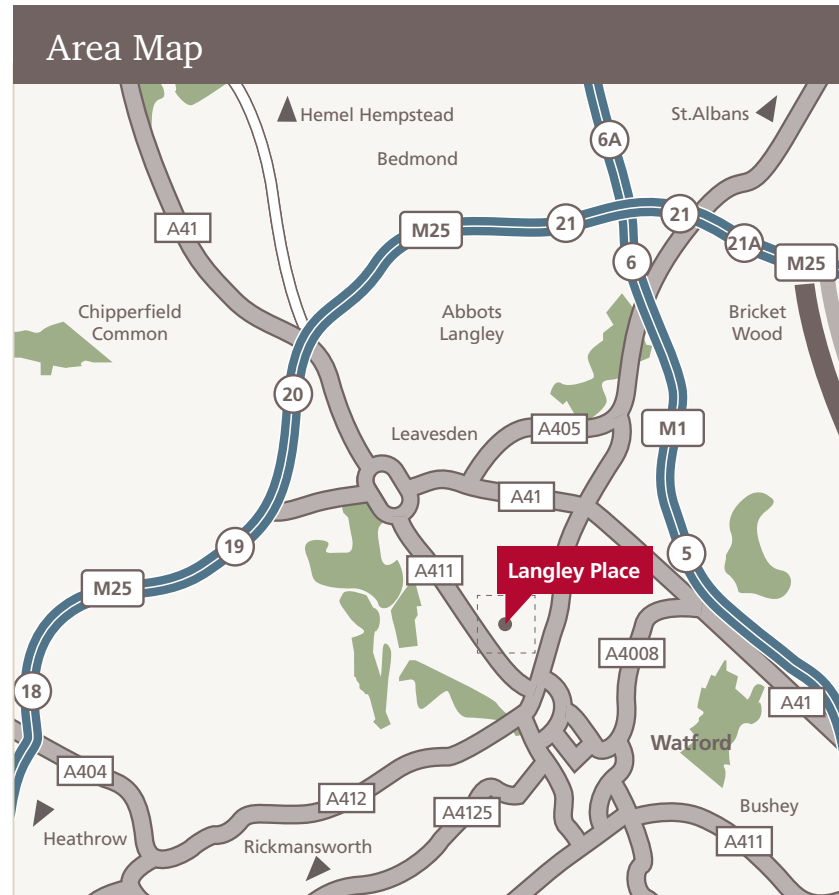 Area Map
Hemel Hempstead
St.Albans
6A
Bedmond
A41
M25
21
21
21A
M25
6
Chipperfield
Common
Abbots
Langley
Bricket
Wood
20
Leavesden
A405
M1
A41
19
5
A411
Langley Place
M25
A4008
18
A41
Watford
A404
A412
A4125
Bushey
Heathrow
Rickmansworth
A411